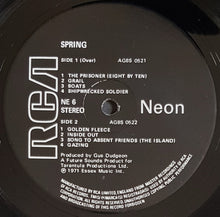 SPRING
SIDE 1 (Over) AGBS 0521
1 THE PRISONER (EIGHT BY TEN)
2 GRAIL
3 BOATS
4 SHIPWRECKED SOLDIER
RCA
NE 6
STEREO
Neon
SIDE 2 AGBS 0522
1 GOLDEN FLEECE
2 INSIDE OUT
3 SONG TO ABSENT FRIENDS (THE ISLAND)
4 GAZING
Produced by Gus Dudgeon
A Future Sounds Product for
Tarantula Productions Ltd.
© 1971 Essex Music Int.